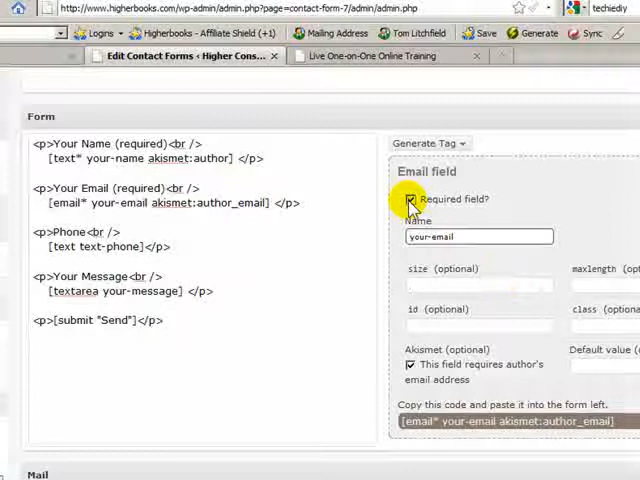 http://www.higherbooks.com/wp-admin/admin.php?page=contact-form-7/admin/admin.php
techiediy
Logins
Higherbooks - Affiliate Shield (+1)
Mailing Address
Tom Litchfield
Save
Generate
Sync
Edit Contact Forms ‹ Higher Cons...
Live One-on-One Online Training
Form
<p>Your Name (required)<br />
[text* your-name akismet:author] </p>
<p>Your Email (required)<br />
[email* your-email akismet:author_email] </p>
<p>Phone<br />
[text text-phone]</p>
<p>Your Message<br />
[textarea your-message] </p>
<p>[submit "Send"]</p>
Generate Tag
Email field
Required field?
Name
your-email
size (optional)
maxlength (optional)
id (optional)
class (optional)
Akismet (optional)
Default value (
This field requires author's
email address
Copy this code and paste it into the form left.
[email* your-email akismet:author_email]
Mail